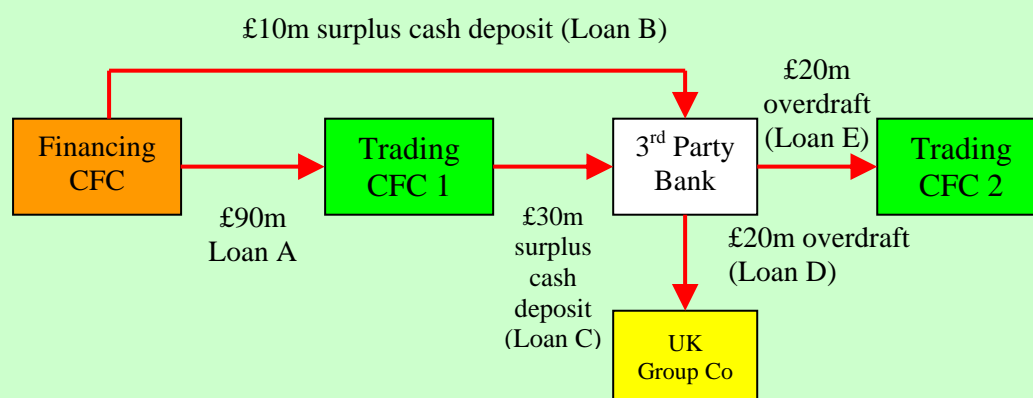 £10m surplus cash deposit (Loan B)
£20m
overdraft
(Loan E)
Financing
CFC
Trading
CFC 1
3rd Party
Bank
Trading
CFC 2
£90m
Loan A
£30m
surplus
cash
deposit
(Loan C)
£20m overdraft
(Loan D)
UK
Group Co